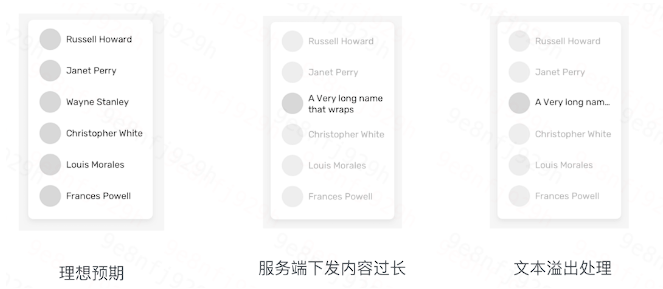 Russell Howard
Janet Perry
Wayne Stanley
Christopher White
Louis Morales
Frances Powell
理想预期
Russell Howard
Janet Perry
A Very long name
that wraps
Christopher White
Louis Morales
Frances Powell
服务端下发内容过长
Russell Howard
Janet Perry
A Very long nam...
Christopher White
Louis Morales
Frances Powell
文本溢出处理